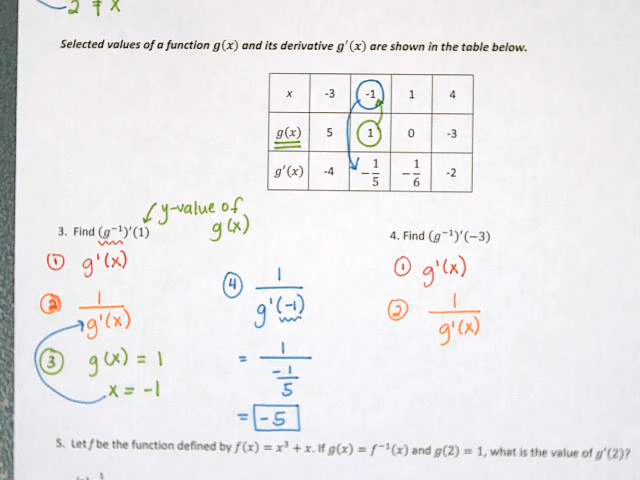 -2 ≠ x
Selected values of a function g(x) and its derivative g'(x) are shown in the table below.
x -3 -1 1 4
g(x) 5 1 0 -3
g'(x) -4 -1/5 -1/6 -2
y-value of
g(x)
3. Find (g⁻¹)'(1)
① g'(x)
② 1/g'(x)
③ g(x) = 1
x = -1
④ 1/g'(-1)
= 1/(-1/5)
= -5
4. Find (g⁻¹)'(-3)
① g'(x)
② 1/g'(x)
5. Let f be the function defined by f(x) = x³ + x. If g(x) = f⁻¹(x) and g(2) = 1, what is the value of g'(2)?